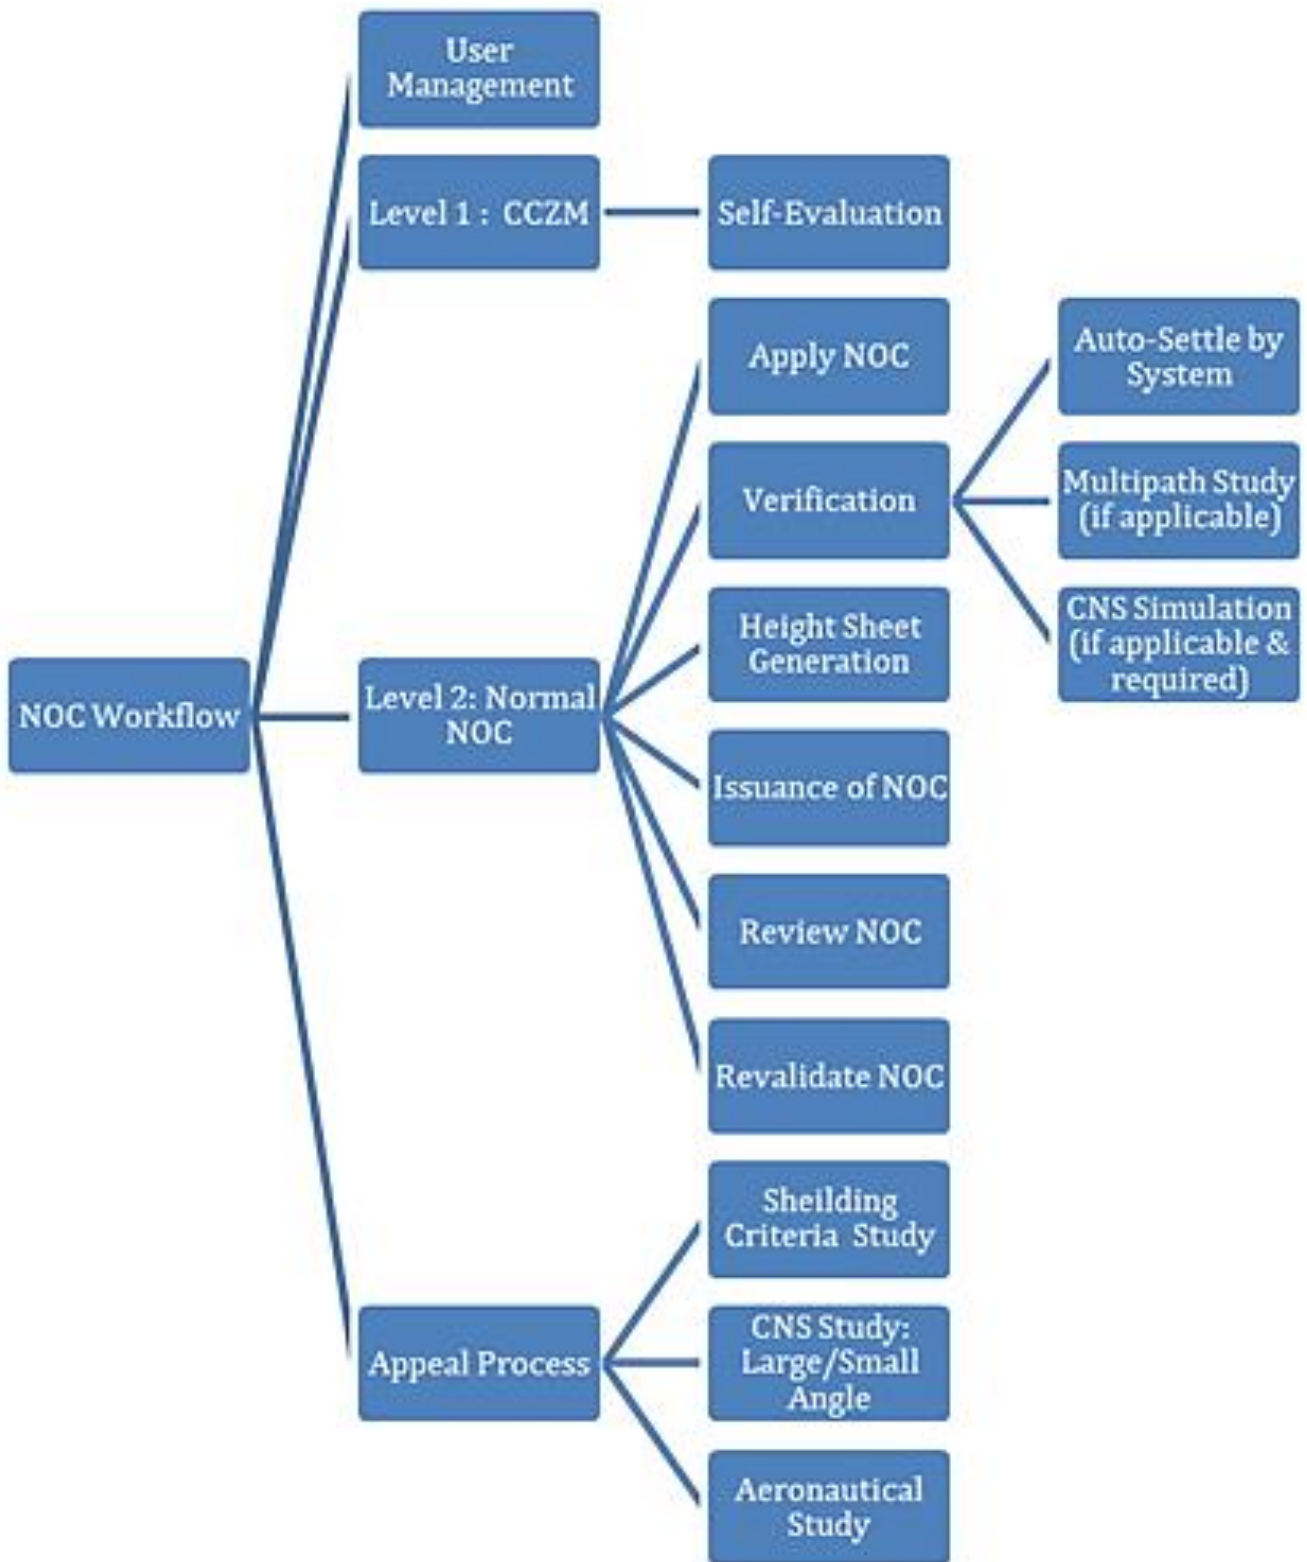 User
Management
Level 1 :  CCZM
Self-Evaluation
Apply NOC
Auto-Settle by
System
Verification
Multipath Study
(if applicable)
Height Sheet
Generation
CNS Simulation
(if applicable &
required)
NOC Workflow
Level 2: Normal
NOC
Issuance of NOC
Review NOC
Revalidate NOC
Sheilding
Criteria  Study
Appeal Process
CNS Study:
Large/Small
Angle
Aeronautical
Study